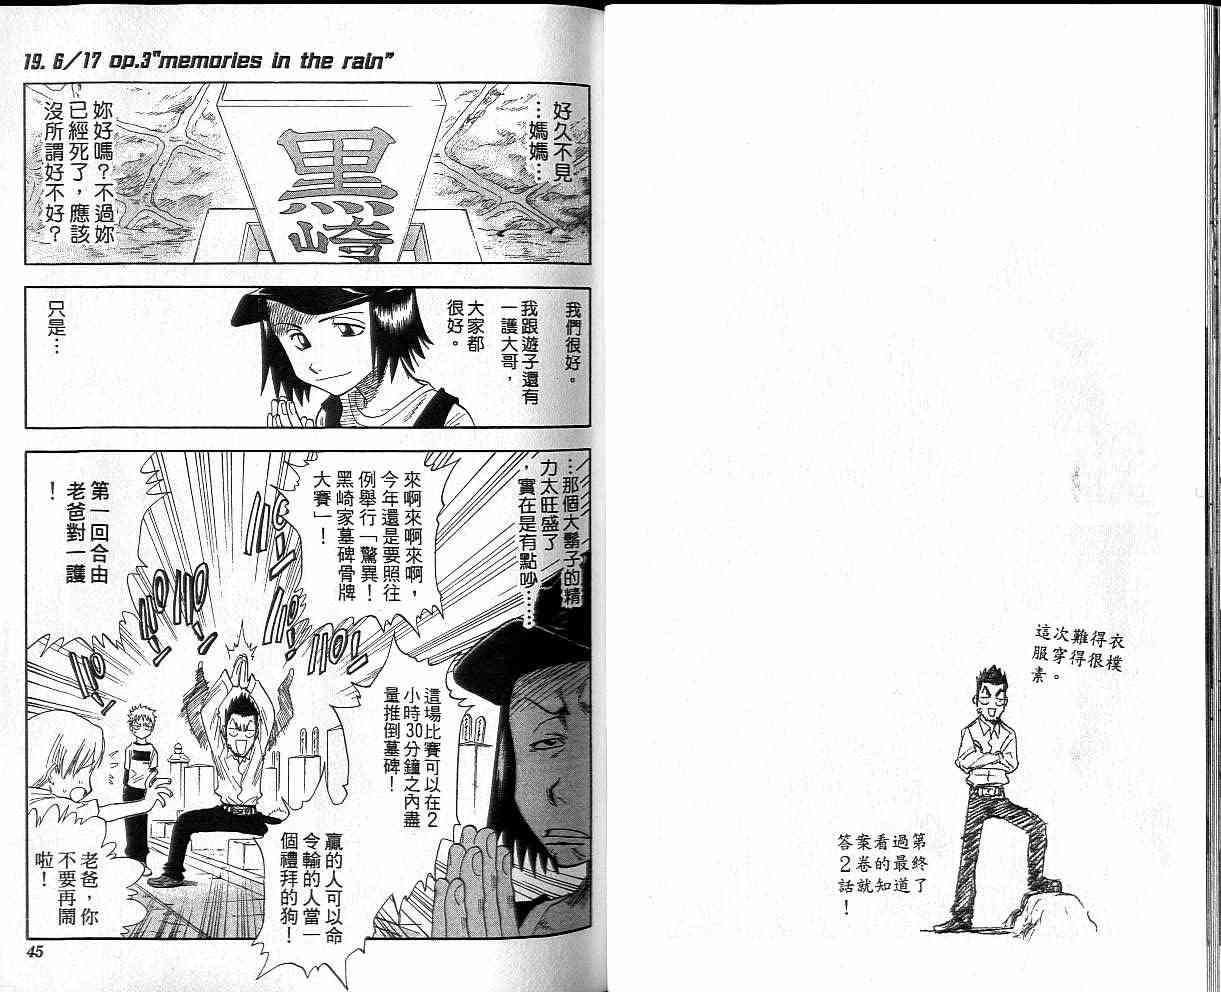 這次難得衣
服穿得很樸
素。
第終了
過最道
看的知
案卷就
答2話！
19. 6/17 op.3"memories in the rain"
好久不見
…媽媽…
黑崎
妳好嗎？不過妳
已經死了，應該
沒所謂好不好？
我們很好。
我跟遊子還有
一護大哥，
大家都
很好。
只是…
…那個大鬍子的精
力太旺盛了
，實在是有點吵……
來啊來啊來啊，
今年還是要照往
例舉行「驚異！
黑崎家墓碑骨牌
大賽」！
第一回合由
老爸對一護
！
這場比賽可以在2
小時30分鐘之內盡
量推倒墓碑！
贏的人可以命
令輸的人當一
個禮拜的狗！
老爸，你
不要再鬧
啦！
45